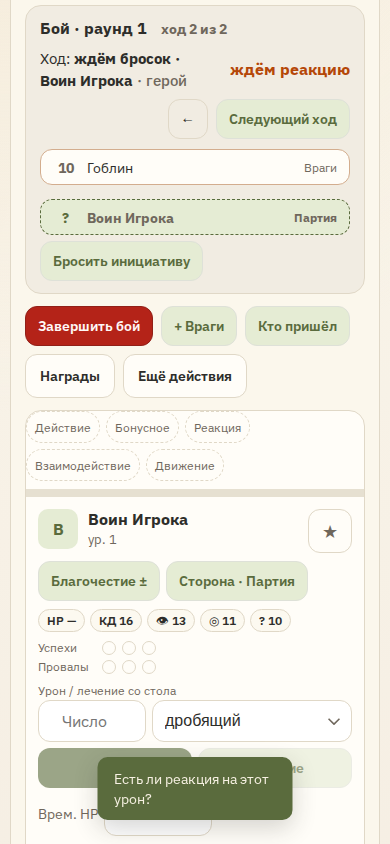 Бой · раунд 1 ход 2 из 2
Ход: ждём бросок ·
Воин Игрока · герой
ждём реакцию
← Следующий ход
10 Гоблин Враги
? Воин Игрока Партия
Бросить инициативу
Завершить бой + Враги Кто пришёл
Награды Ещё действия
Действие Бонусное Реакция
Взаимодействие Движение
В Воин Игрока ★
ур. 1
Благочестие ± Сторона · Партия
HP — КД 16 👁 13 ◎ 11 ? 10
Успехи
Провалы
Урон / лечение со стола
Число дробящий
Есть ли реакция на этот
урон?
Врем. HP